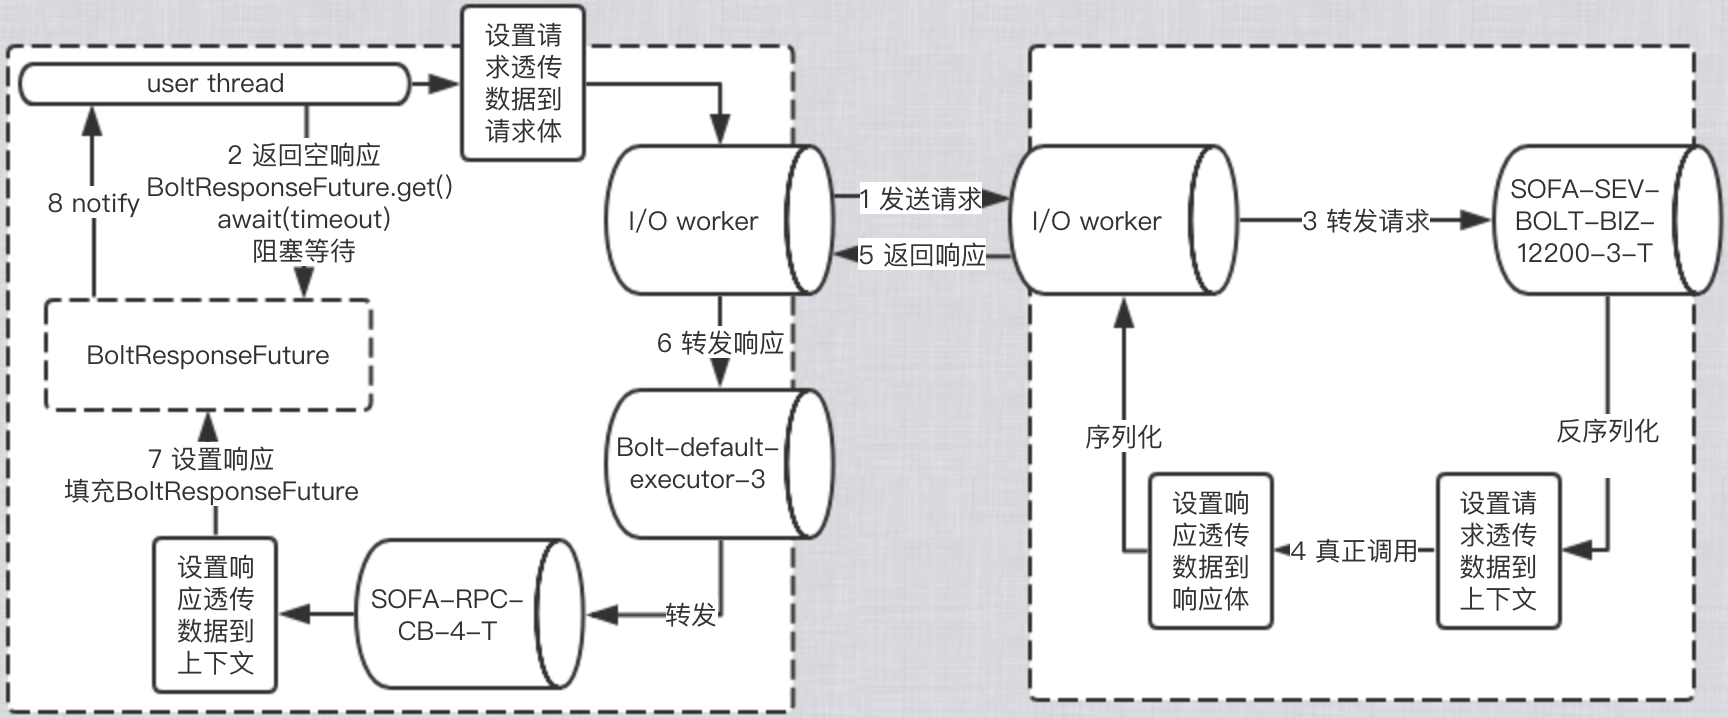 user thread
设置请
求透传
数据到
请求体
2 返回空响应
BoltResponseFuture.get()
await(timeout)
阻塞等待
8 notify
BoltResponseFuture
7 设置响应
填充BoltResponseFuture
设置响
应透传
数据到
上下文
SOFA-RPC-
CB-4-T
转发
I/O worker
6 转发响应
Bolt-default-
executor-3
1 发送请求
5 返回响应
I/O worker
3 转发请求
SOFA-SEV-
BOLT-BIZ-
12200-3-T
序列化
反序列化
设置响
应透传
数据到
响应体
4 真正调用
设置请
求透传
数据到
上下文